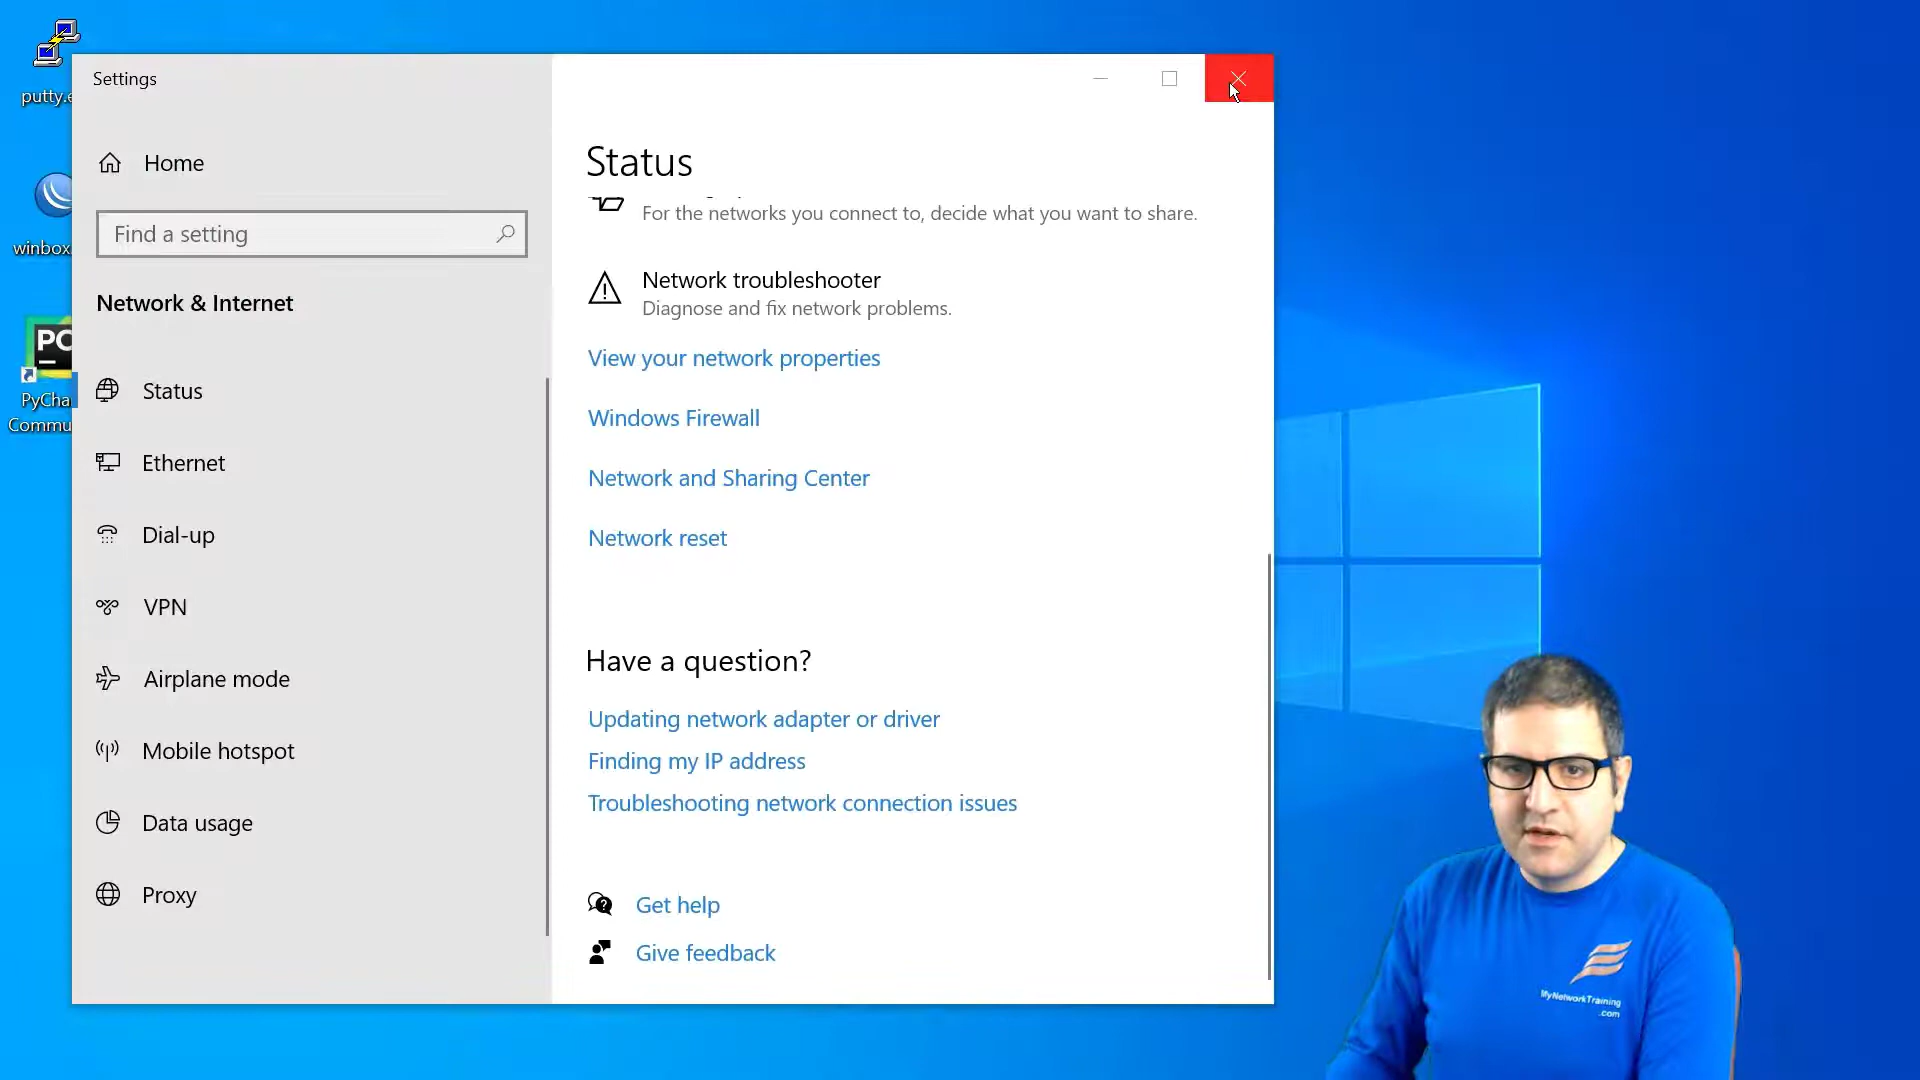 putty.e
Settings
Home
Status
Find a setting
For the networks you connect to, decide what you want to share.
winbox.
Network troubleshooter
Network & Internet
Diagnose and fix network problems.
PC
View your network properties
Status
PyCha
Windows Firewall
Commu
Ethernet
Network and Sharing Center
Dial-up
Network reset
VPN
Have a question?
Airplane mode
Updating network adapter or driver
Mobile hotspot
Finding my IP address
Troubleshooting network connection issues
Data usage
Proxy
Get help
Give feedback
MyNetworkTraining
.com